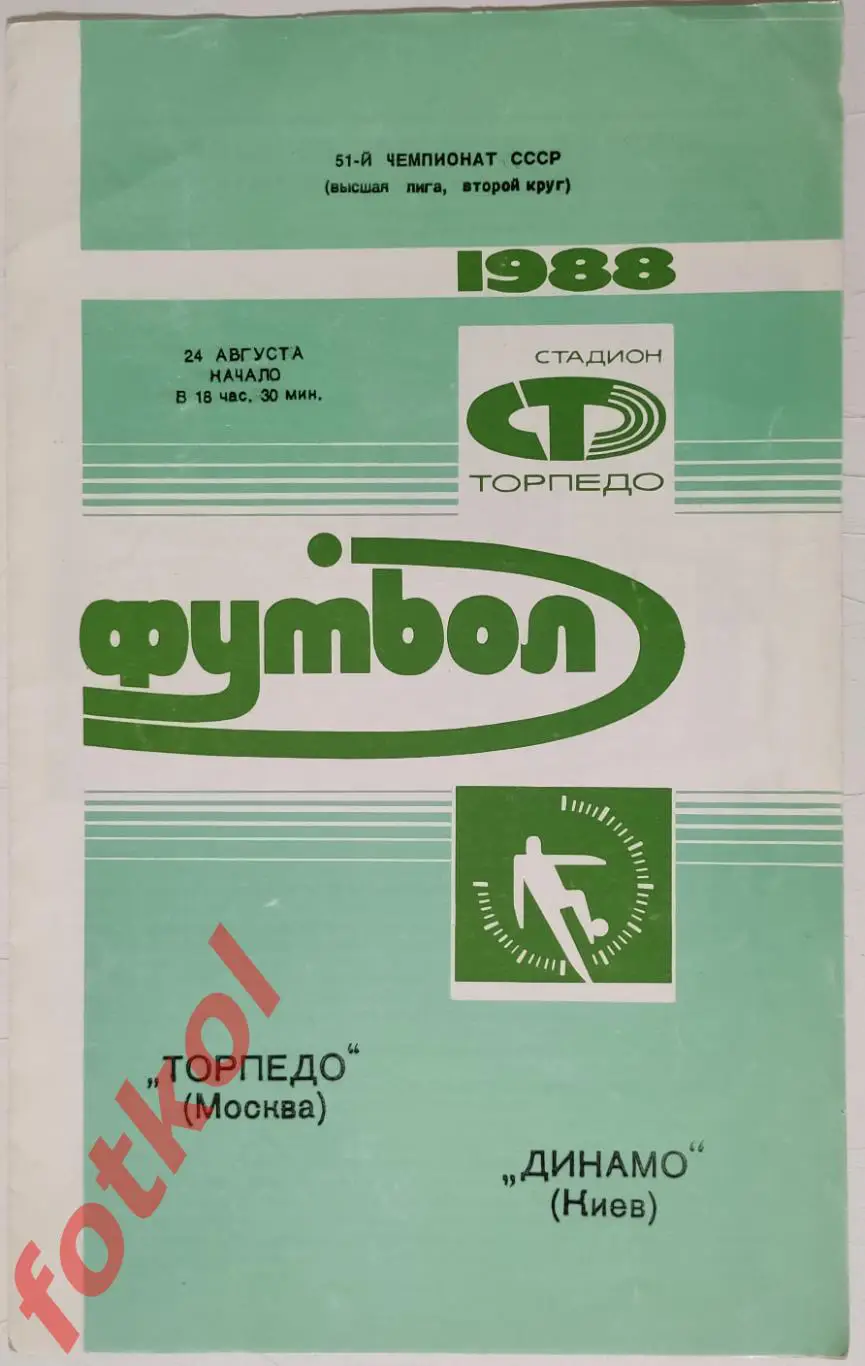 51-Й ЧЕМПИОНАТ СССР
(высшая лига, второй круг)
1988
24 АВГУСТА
НАЧАЛО
В 18 час. 30 мин.
СТАДИОН
СТ
ТОРПЕДО
футбол
„ТОРПЕДО“
(Москва)
„ДИНАМО“
(Киев)
fotkol